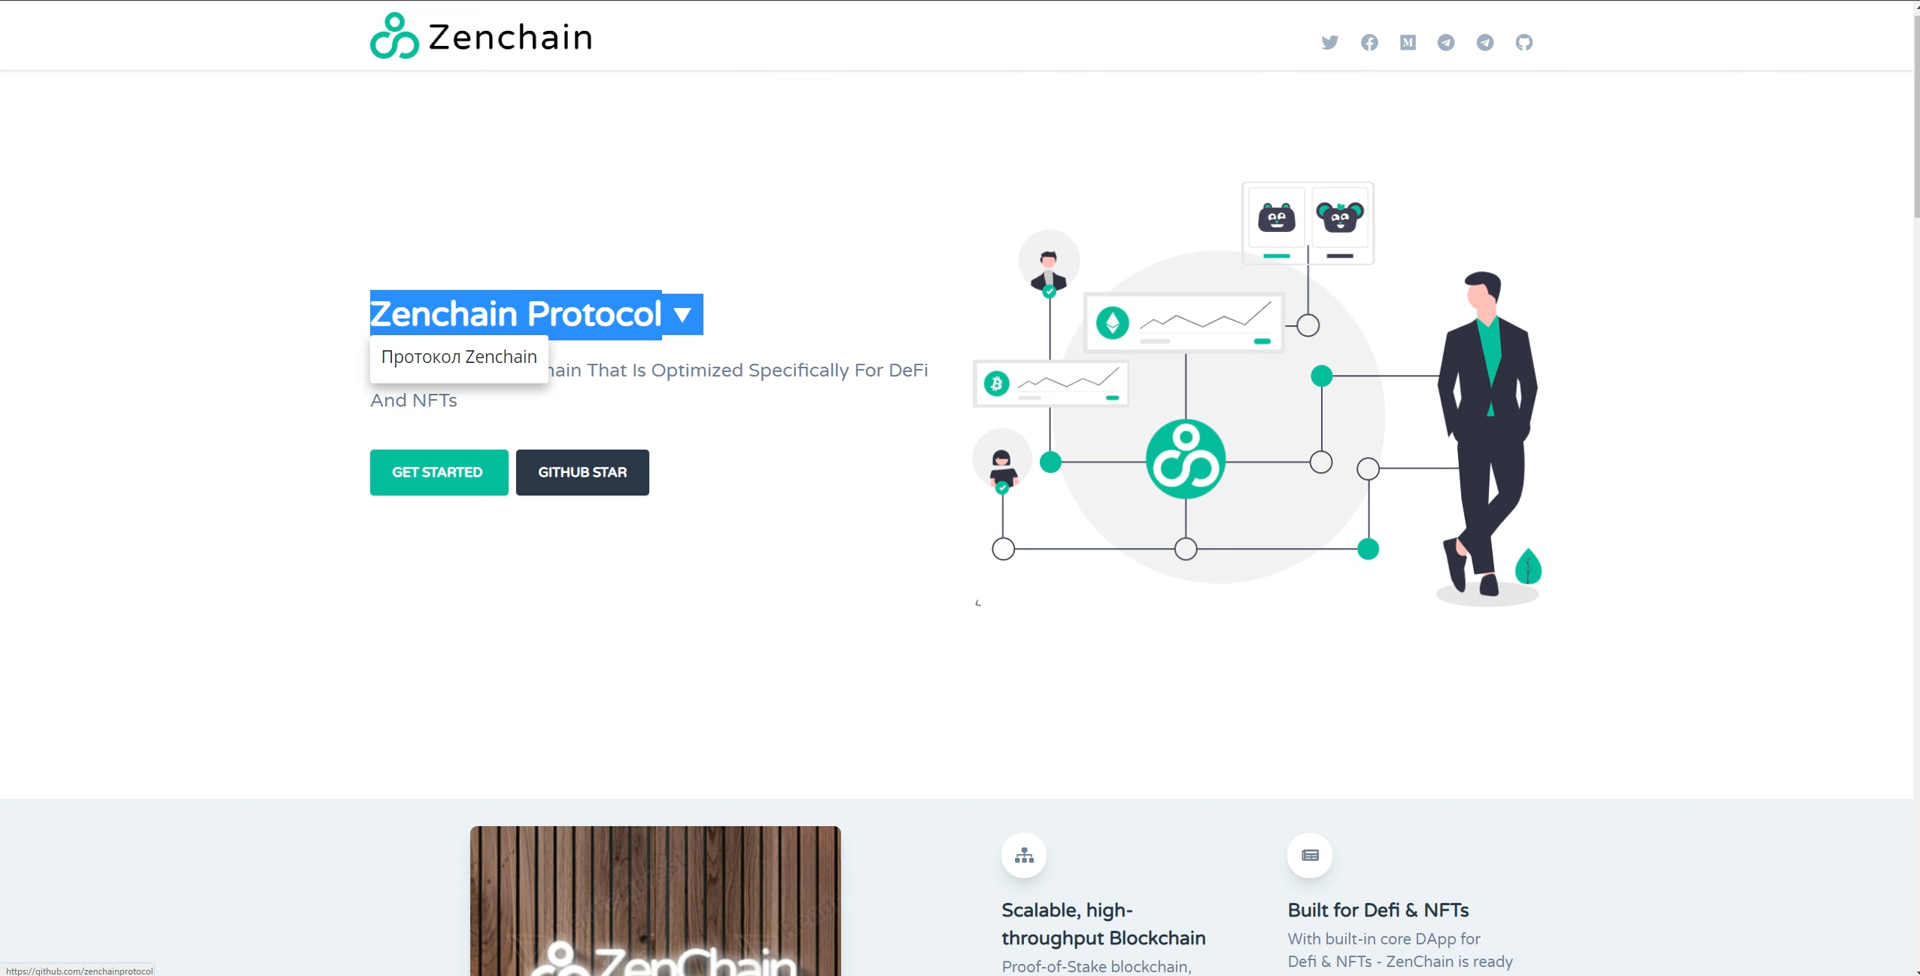 Zenchain
Zenchain Protocol ▼
Протокол Zenchain
hain That Is Optimized Specifically For DeFi
And NFTs
GET STARTED
GITHUB STAR
ZenChain
Scalable, high-
throughput Blockchain
Proof-of-Stake blockchain,
Built for Defi & NFTs
With built-in core DApp for
Defi & NFTs - ZenChain is ready
https://github.com/zenchainprotocol